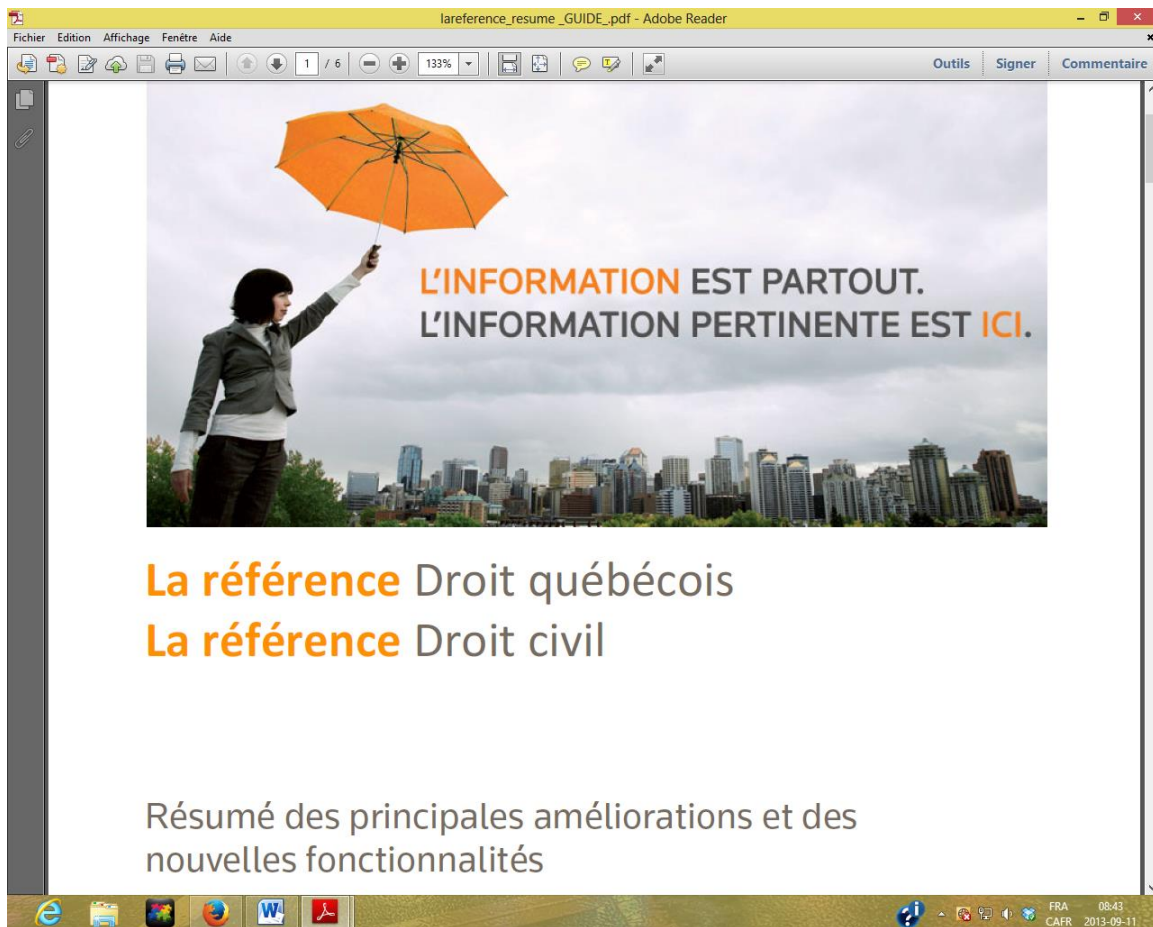 lareference_resume _GUIDE_.pdf - Adobe Reader
Fichier Edition Affichage Fenêtre Aide
1 / 6 133% Outils Signer Commentaire
L'INFORMATION EST PARTOUT.
L'INFORMATION PERTINENTE EST ICI.
La référence Droit québécois
La référence Droit civil
Résumé des principales améliorations et des
nouvelles fonctionnalités
FRA 08:43
CAFR 2013-09-11